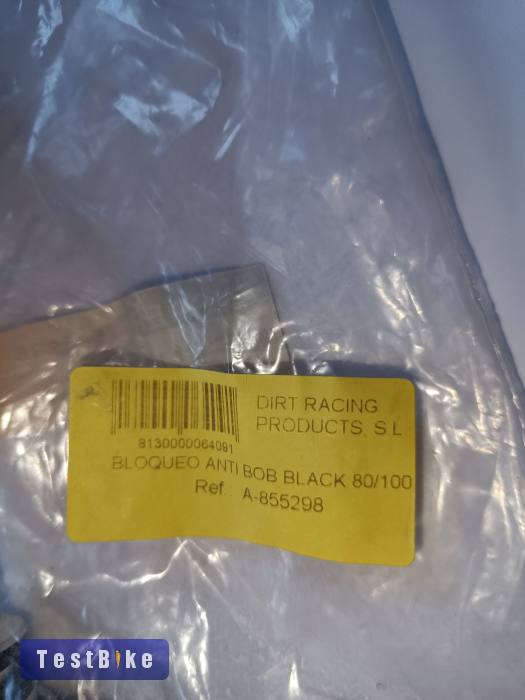 DIRT RACING
PRODUCTS, S.L
8130000064091
BLOQUEO ANTI BOB BLACK 80/100
Ref. A-855298
TestBike